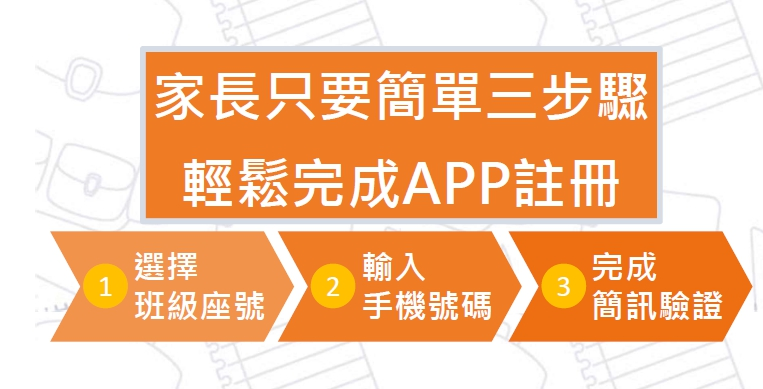 家長只要簡單三步驟
輕鬆完成APP註冊
1
選擇
班級座號
2
輸入
手機號碼
3
完成
簡訊驗證